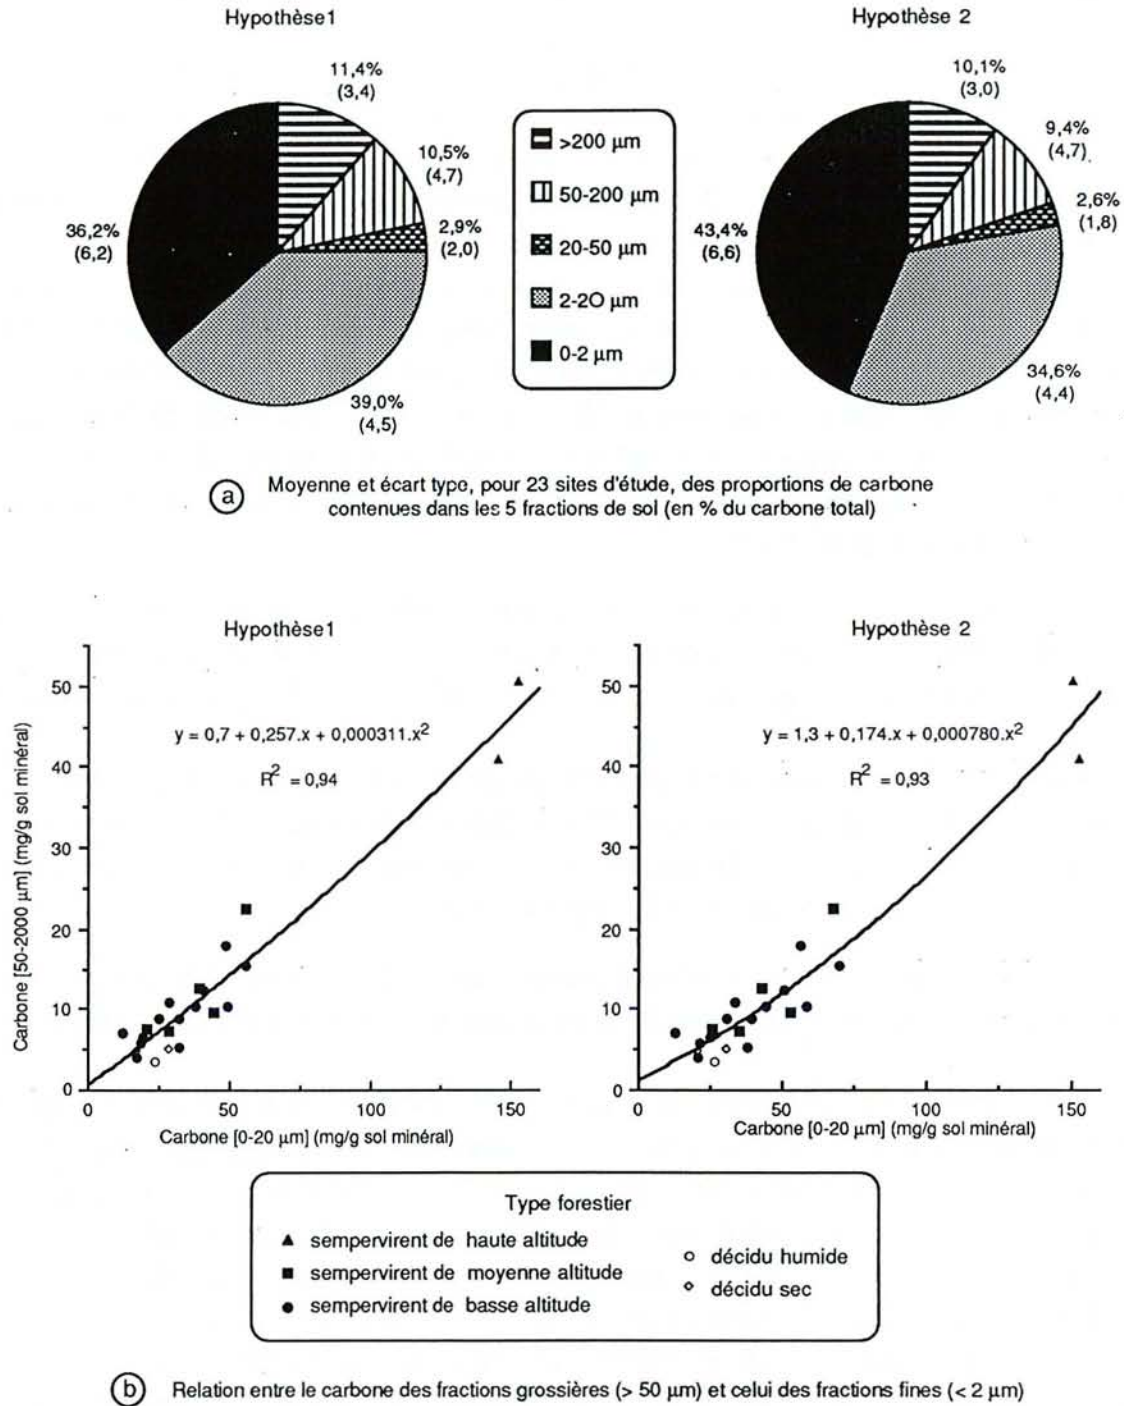 Hypothèse1
11,4%
(3,4)
10,5%
(4,7)
2,9%
(2,0)
36,2%
(6,2)
39,0%
(4,5)
>200 μm
50-200 μm
20-50 μm
2-2O μm
0-2 μm
Hypothèse 2
10,1%
(3,0)
9,4%
(4,7)
2,6%
(1,8)
43,4%
(6,6)
34,6%
(4,4)
a Moyenne et écart type, pour 23 sites d'étude, des proportions de carbone
contenues dans les 5 fractions de sol (en % du carbone total)
Hypothèse1
Carbone [50-2000 μm] (mg/g sol minéral)
50
40
30
20
10
0
y = 0,7 + 0,257.x + 0,000311.x²
R² = 0,94
0 50 100 150
Carbone [0-20 μm] (mg/g sol minéral)
Hypothèse 2
50
40
30
20
10
0
y = 1,3 + 0,174.x + 0,000780.x²
R² = 0,93
0 50 100 150
Carbone [0-20 μm] (mg/g sol minéral)
Type forestier
sempervirent de haute altitude
sempervirent de moyenne altitude
sempervirent de basse altitude
décidu humide
décidu sec
b Relation entre le carbone des fractions grossières (> 50 μm) et celui des fractions fines (< 2 μm)